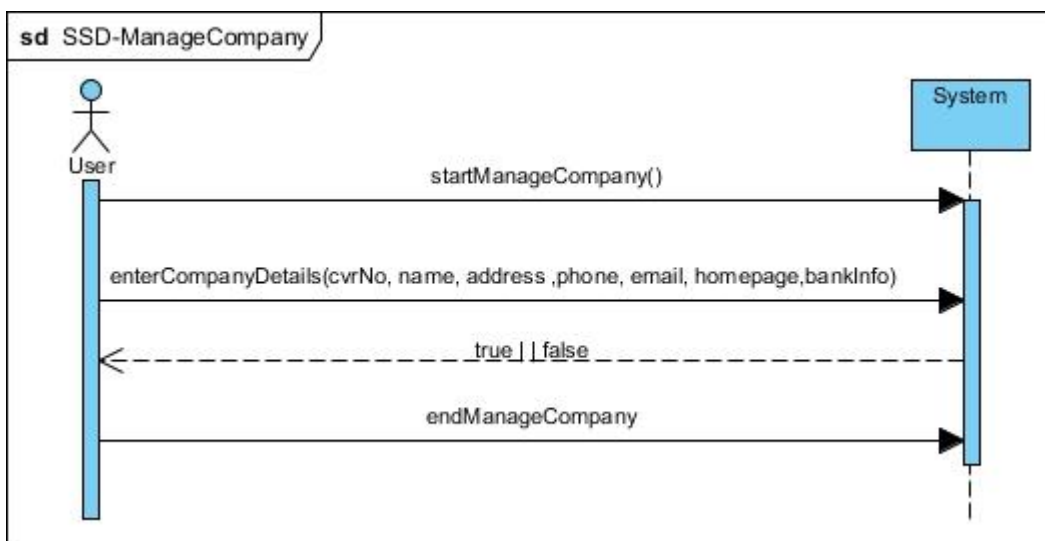 sd SSD-ManageCompany
System
User
startManageCompany()
enterCompanyDetails(cvrNo, name, address ,phone, email, homepage,bankInfo)
true || false
endManageCompany